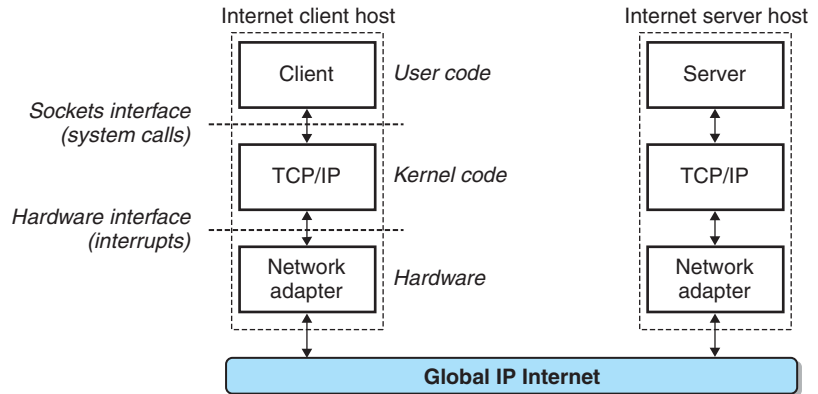 Internet client host
Internet server host
Client
User code
Server
Sockets interface
(system calls)
TCP/IP
Kernel code
TCP/IP
Hardware interface
(interrupts)
Network
adapter
Hardware
Network
adapter
Global IP Internet